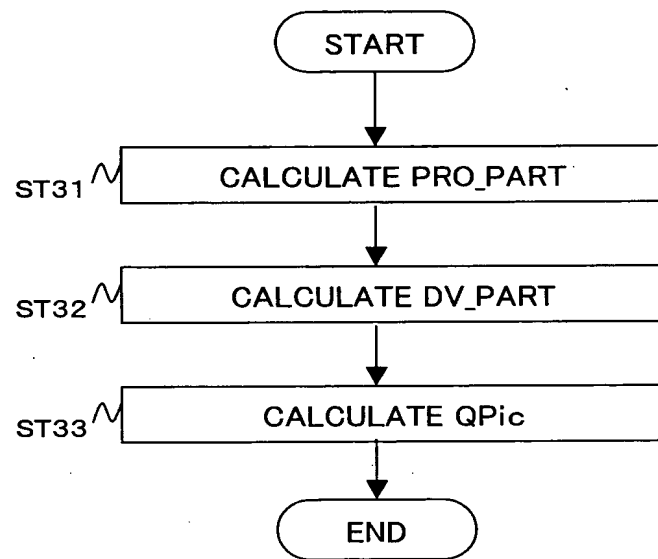 START
ST31 CALCULATE PRO_PART
ST32 CALCULATE DV_PART
ST33 CALCULATE QPic
END